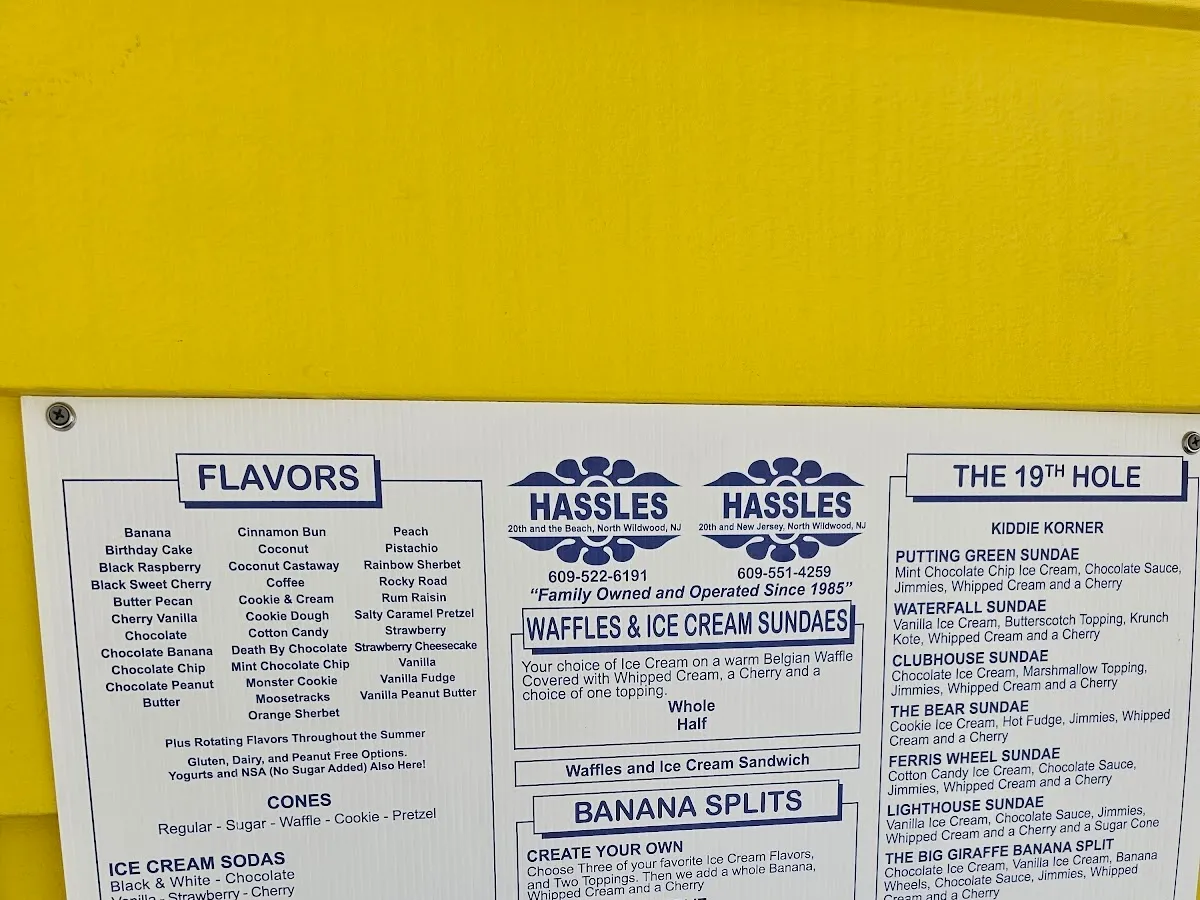 FLAVORS
Banana
Birthday Cake
Black Raspberry
Black Sweet Cherry
Butter Pecan
Cherry Vanilla
Chocolate
Chocolate Banana
Chocolate Chip
Chocolate Peanut
Butter
Cinnamon Bun
Coconut
Coconut Castaway
Coffee
Cookie & Cream
Cookie Dough
Cotton Candy
Death By Chocolate
Mint Chocolate Chip
Monster Cookie
Moosetracks
Orange Sherbet
Peach
Pistachio
Rainbow Sherbet
Rocky Road
Rum Raisin
Salty Caramel Pretzel
Strawberry
Strawberry Cheesecake
Vanilla
Vanilla Fudge
Vanilla Peanut Butter
Plus Rotating Flavors Throughout the Summer
Gluten, Dairy, and Peanut Free Options.
Yogurts and NSA (No Sugar Added) Also Here!
CONES
Regular - Sugar - Waffle - Cookie - Pretzel
ICE CREAM SODAS
Black & White - Chocolate
Vanilla - Strawberry - Cherry
HASSLES
20th and the Beach, North Wildwood, NJ
609-522-6191
HASSLES
20th and New Jersey, North Wildwood, NJ
609-551-4259
"Family Owned and Operated Since 1985"
WAFFLES & ICE CREAM SUNDAES
Your choice of Ice Cream on a warm Belgian Waffle
Covered with Whipped Cream, a Cherry and a
choice of one topping.
Whole
Half
Waffles and Ice Cream Sandwich
BANANA SPLITS
CREATE YOUR OWN
Choose Three of your favorite Ice Cream Flavors,
and Two Toppings. Then we add a whole Banana,
Whipped Cream and a Cherry
THE 19TH HOLE
KIDDIE KORNER
PUTTING GREEN SUNDAE
Mint Chocolate Chip Ice Cream, Chocolate Sauce,
Jimmies, Whipped Cream and a Cherry
WATERFALL SUNDAE
Vanilla Ice Cream, Butterscotch Topping, Krunch
Kote, Whipped Cream and a Cherry
CLUBHOUSE SUNDAE
Chocolate Ice Cream, Marshmallow Topping,
Jimmies, Whipped Cream and a Cherry
THE BEAR SUNDAE
Cookie Ice Cream, Hot Fudge, Jimmies, Whipped
Cream and a Cherry
FERRIS WHEEL SUNDAE
Cotton Candy Ice Cream, Chocolate Sauce,
Jimmies, Whipped Cream and a Cherry
LIGHTHOUSE SUNDAE
Vanilla Ice Cream, Chocolate Sauce, Jimmies,
Whipped Cream and a Cherry and a Sugar Cone
THE BIG GIRAFFE BANANA SPLIT
Chocolate Ice Cream, Vanilla Ice Cream, Banana
Wheels, Chocolate Sauce, Jimmies, Whipped
Cream and a Cherry